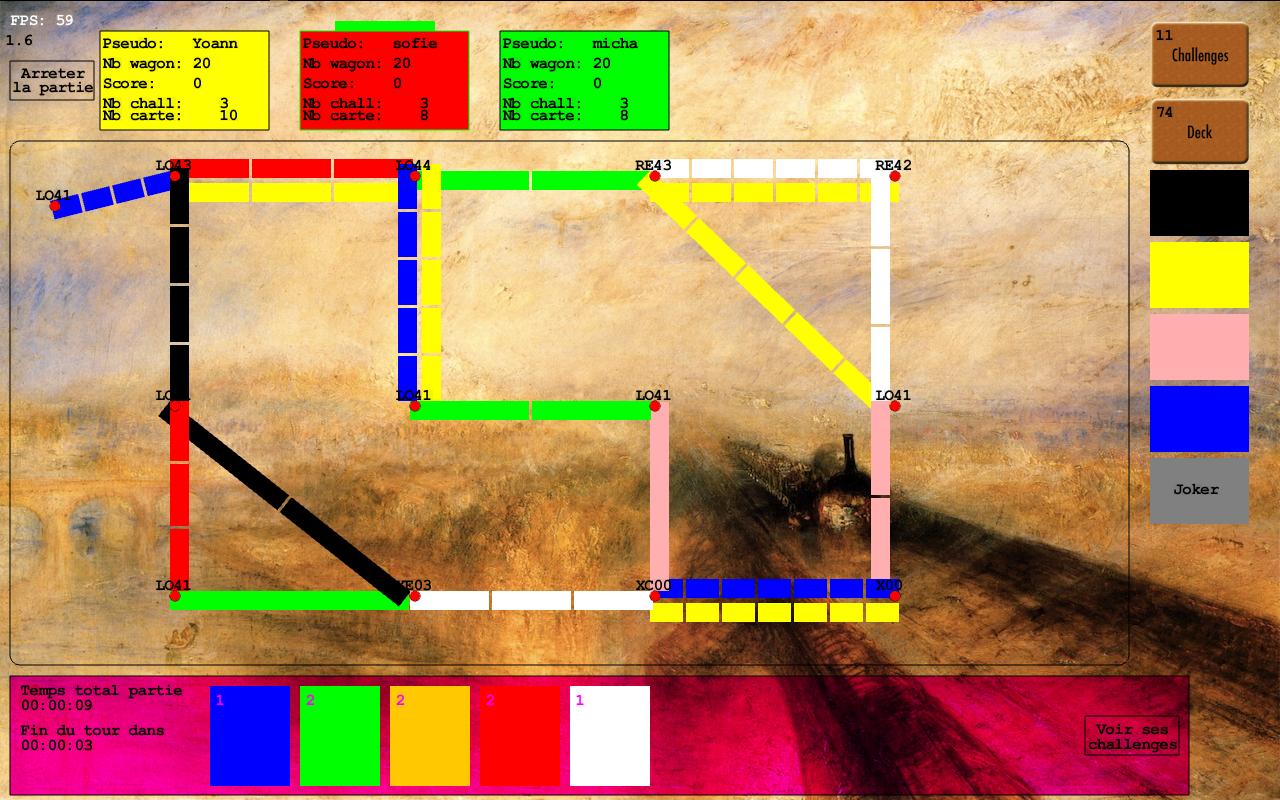 FPS: 59
1.6
Arreter
la partie
Pseudo: Yoann
Nb wagon: 20
Score: 0
Nb chall: 3
Nb carte: 10
Pseudo: sofie
Nb wagon: 20
Score: 0
Nb chall: 3
Nb carte: 8
Pseudo: micha
Nb wagon: 20
Score: 0
Nb chall: 3
Nb carte: 8
11
Challenges
74
Deck
LO43
LO44
RE43
RE42
LO41
LO41
LO41
LO41
LO41
XC00
Joker
Temps total partie
00:00:09
Fin du tour dans
00:00:03
1
2
2
2
1
Voir ses
challenges